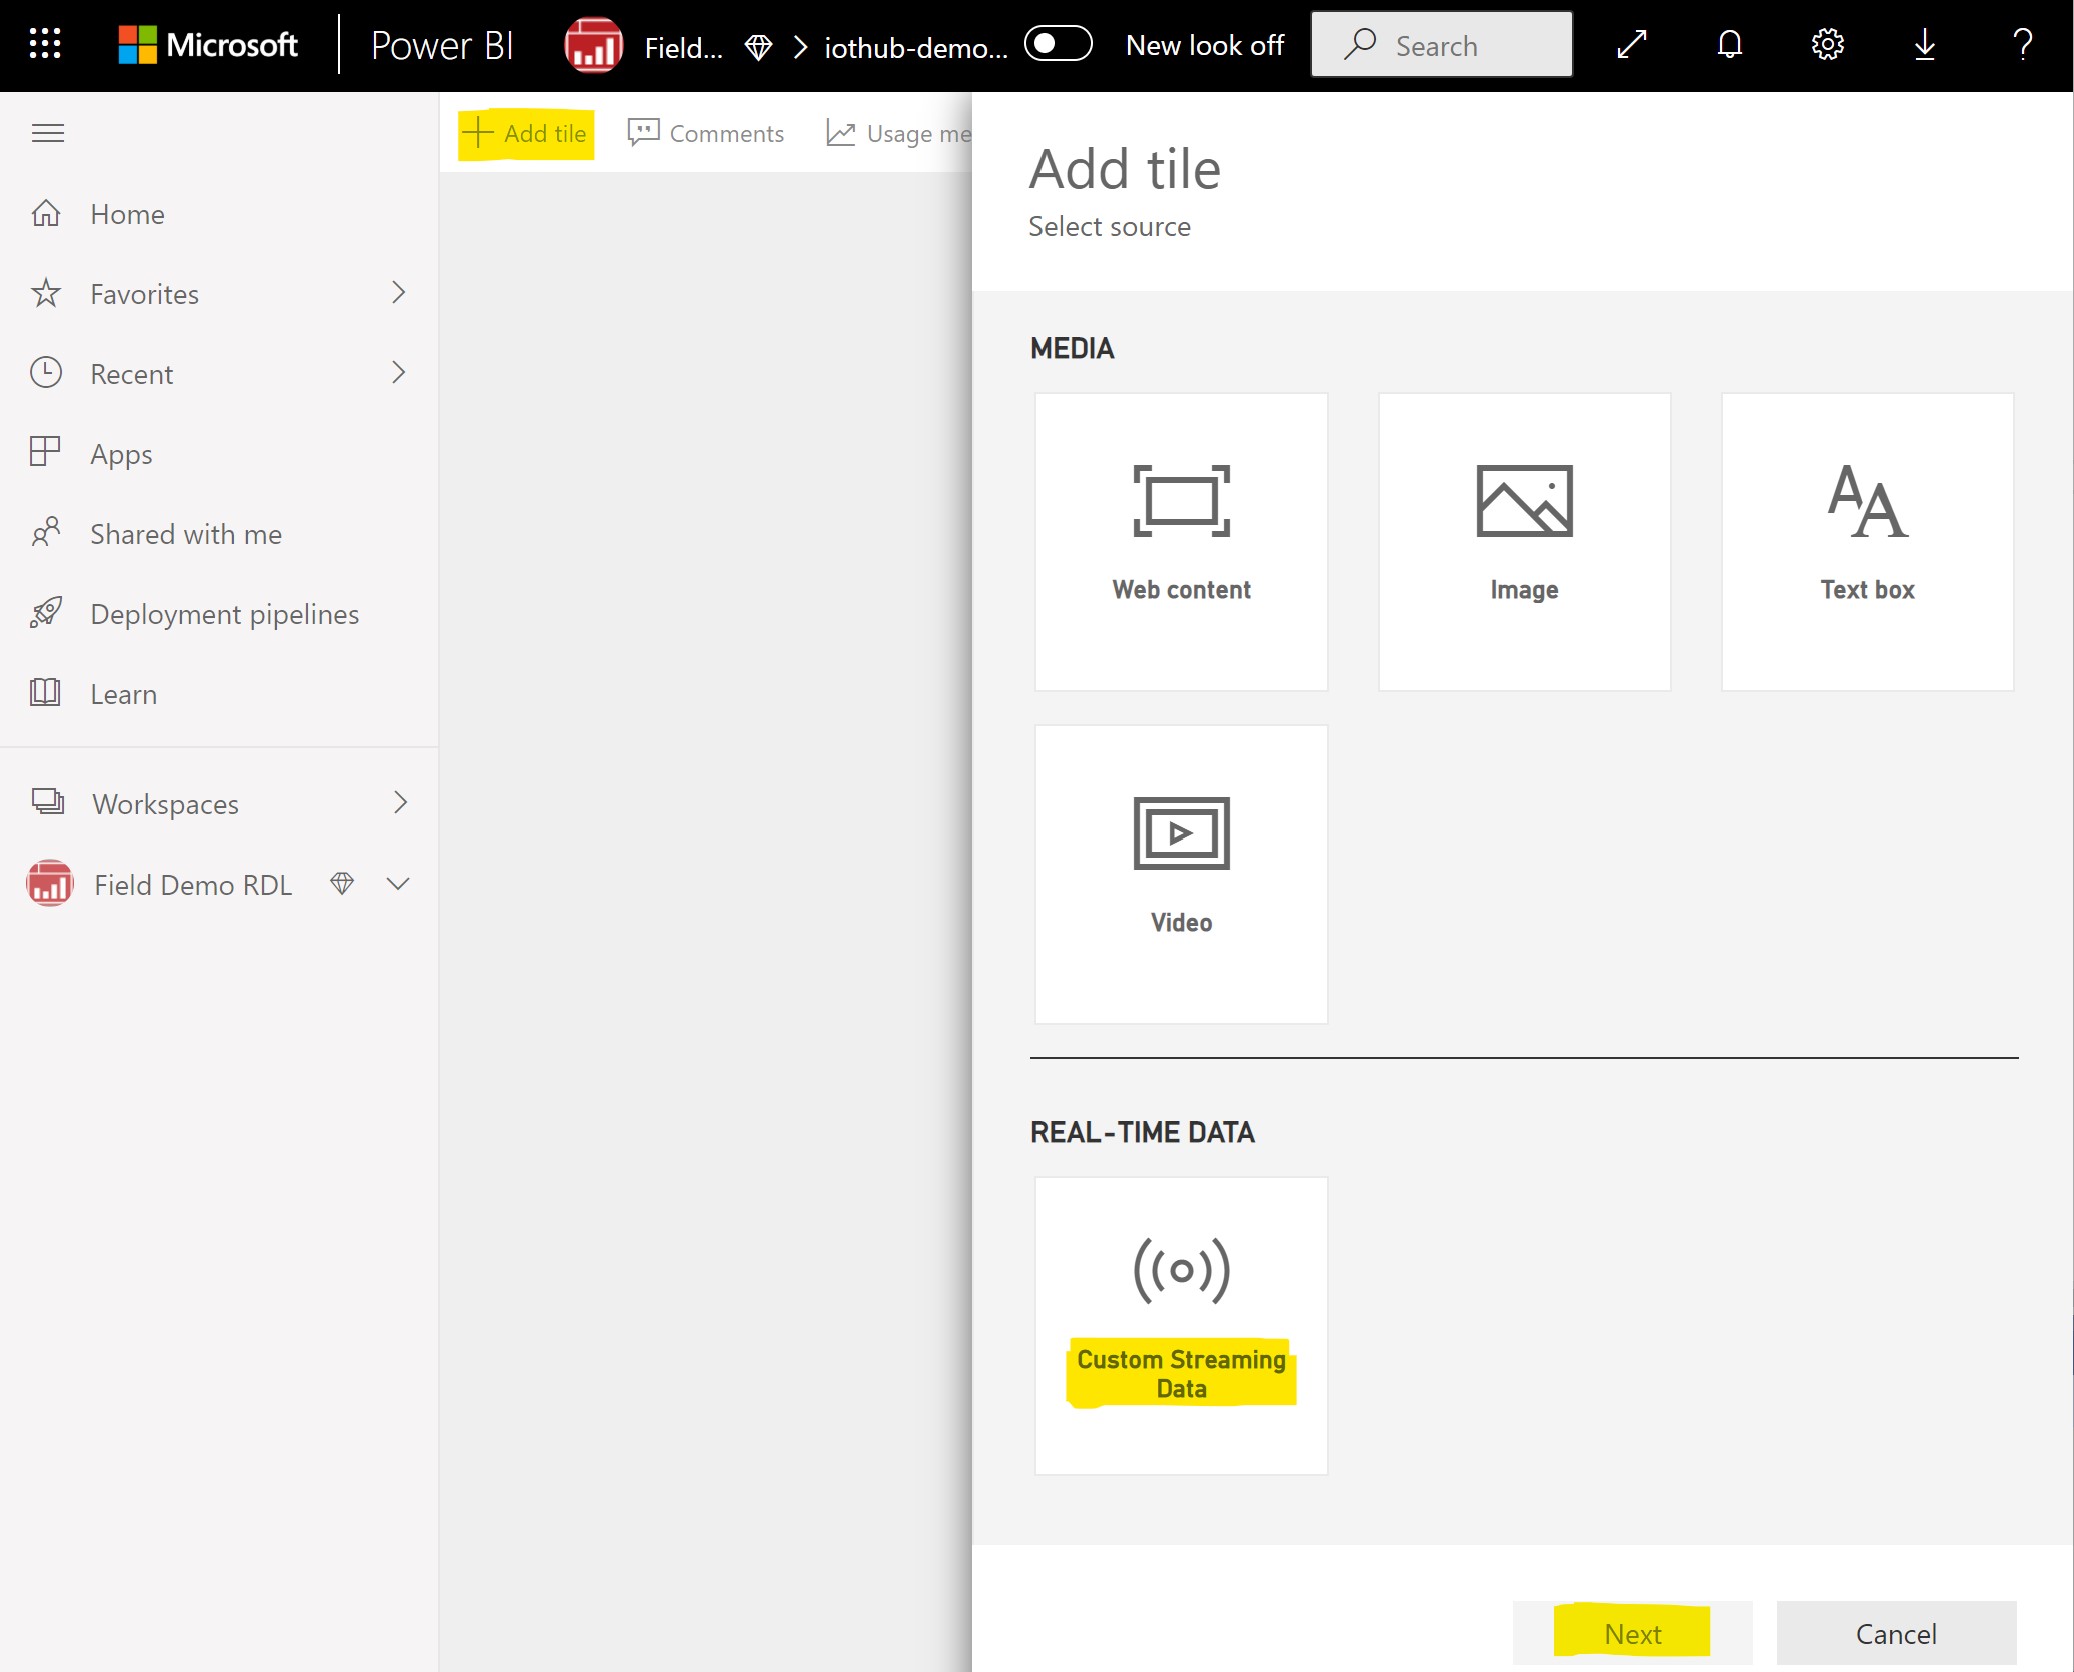 Microsoft
Power BI
Field...
iothub-demo...
New look off
Search
Add tile
Comments
Usage me
Home
Favorites
Recent
Apps
Shared with me
Deployment pipelines
Learn
Workspaces
Field Demo RDL
Add tile
Select source
MEDIA
Web content
Image
Text box
Video
REAL-TIME DATA
Custom Streaming
Data
Next
Cancel